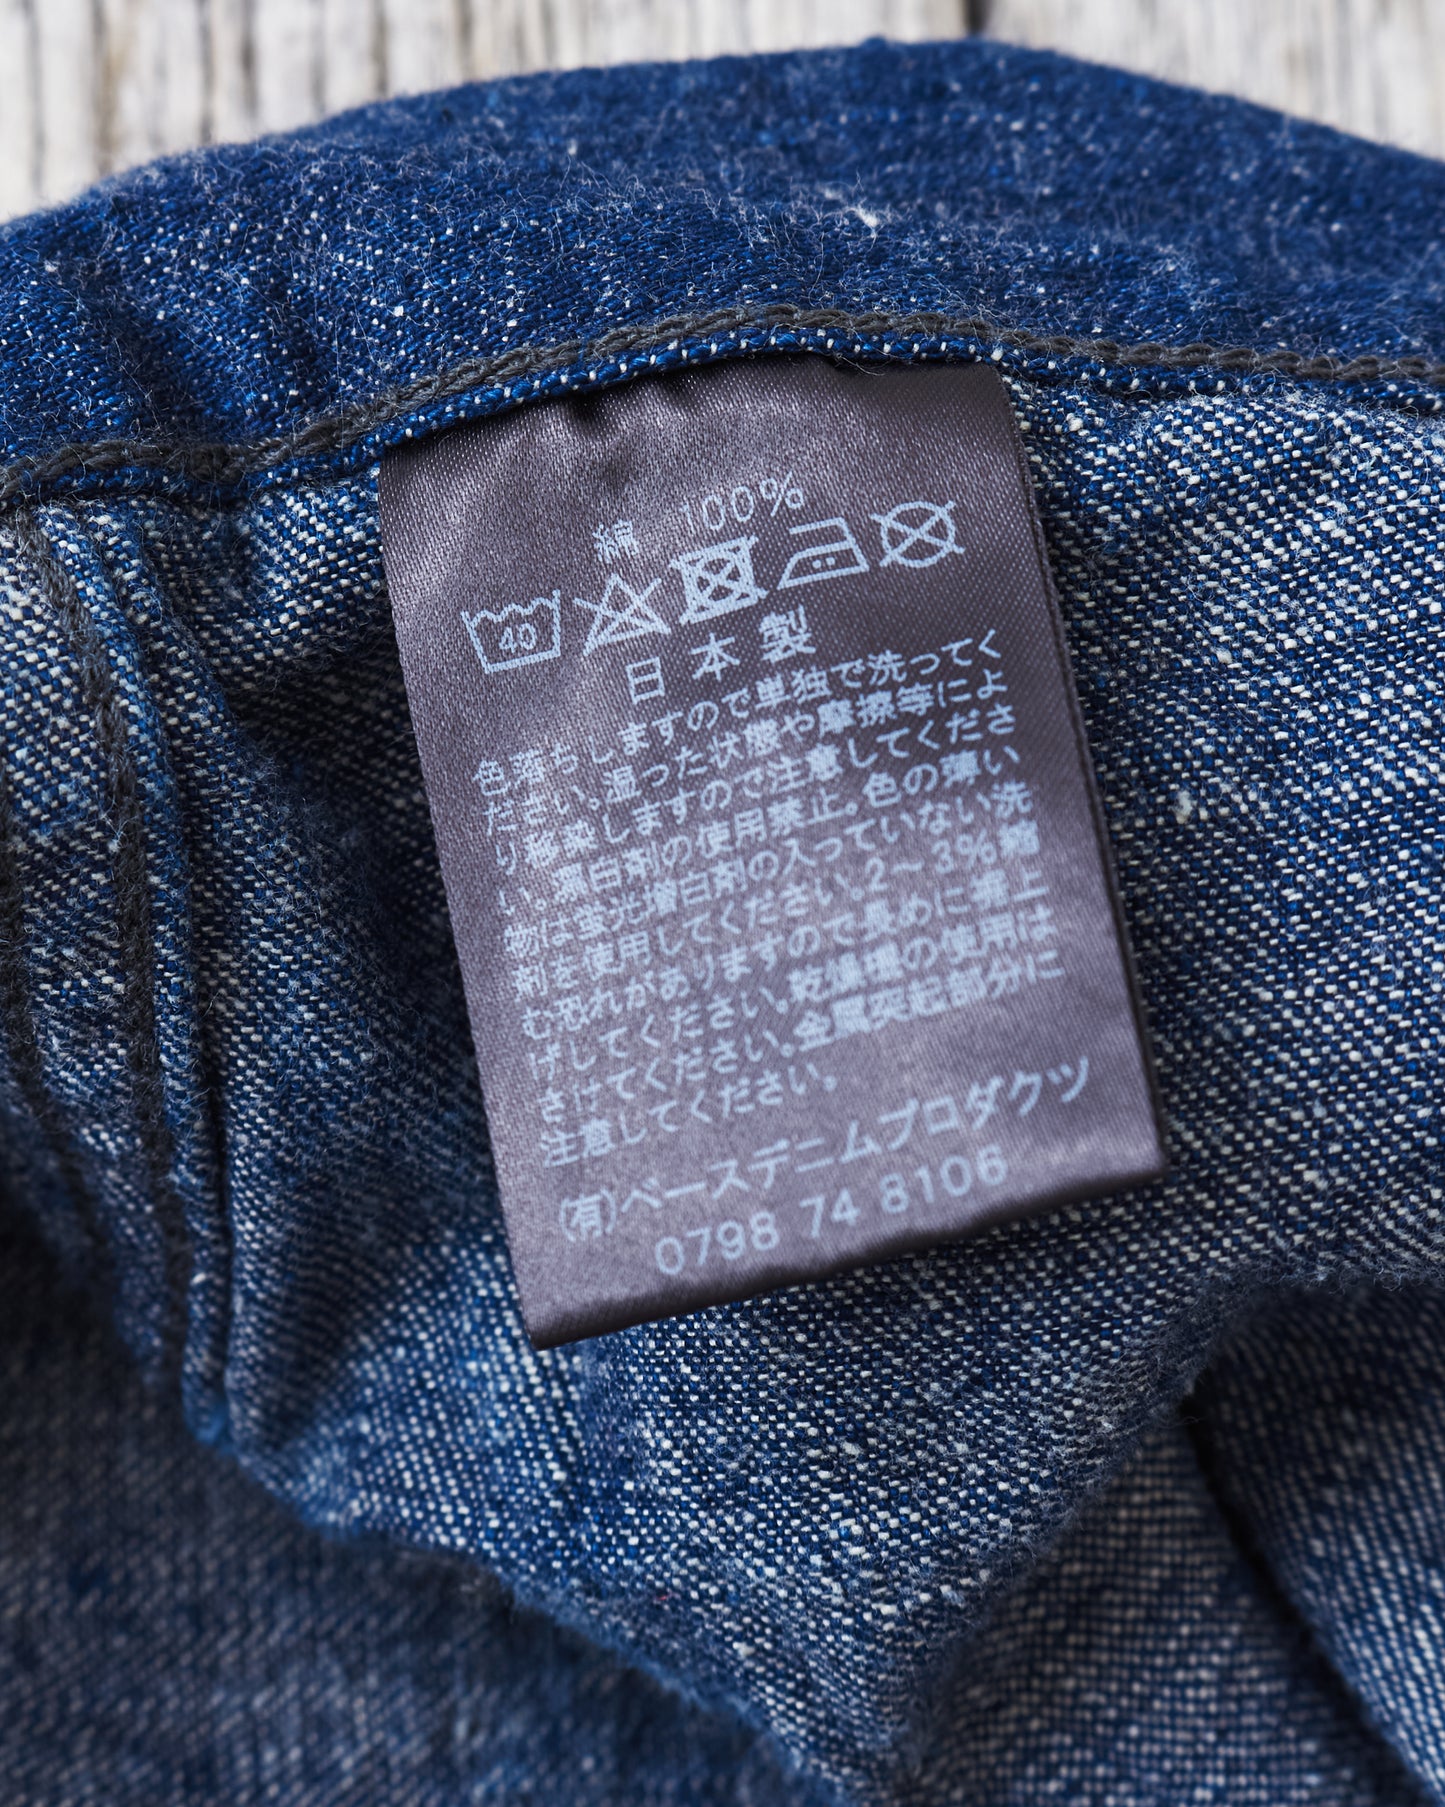 綿 100%
40
日本製
色落ちしますので単独で洗ってく
ださい。温った状態や摩擦等によ
り移染しますので注意してくださ
い。漂白剤の使用禁止。色の薄い
物は蛍光増白剤の入っていない洗
剤を使用してください。2〜3%縮
む恐れがありますので長めに裾上
げしてください。乾燥機の使用は
さけてください。金属突起部分に
注意してください。
(有)ベースデニムプロダクツ
0798 74 8106